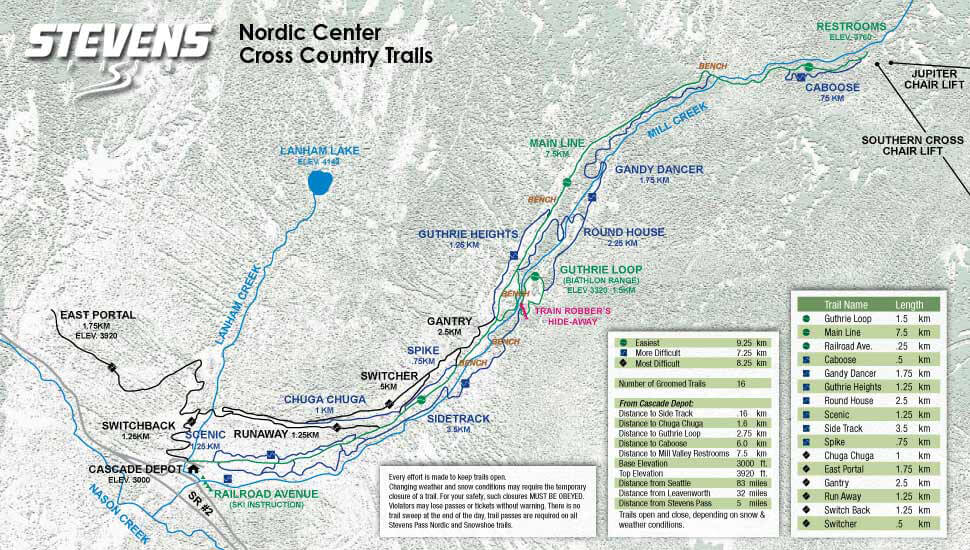 STEVENS
Nordic Center
Cross Country Trails
RESTROOMS
ELEV. 3760
JUPITER
CHAIR LIFT
BENCH
CABOOSE
.75 KM
MILL CREEK
SOUTHERN CROSS
CHAIR LIFT
MAIN LINE
7.5KM
LANHAM LAKE
GANDY DANCER
1.75 KM
BENCH
GUTHRIE HEIGHTS
1.25 KM
ROUND HOUSE
2.25 KM
GUTHRIE LOOP
(BIATHLON RANGE)
ELEV 3320 1.5KM
BENCH
TRAIN ROBBER'S
HIDE-AWAY
LANHAM CREEK
EAST PORTAL
1.75KM
ELEV. 3920
GANTRY
2.5KM
BENCH
SPIKE
.75KM
BENCH
SWITCHER
.5KM
CHUGA CHUGA
1 KM
SIDETRACK
3.5KM
SWITCHBACK
1.25KM
SCENIC
1.25 KM
RUNAWAY 1.25KM
CASCADE DEPOT
ELEV. 3000
RAILROAD AVENUE
(SKI INSTRUCTION)
SR #2
NASON CREEK
Every effort is made to keep trails open.
Changing weather and snow conditions may require the temporary
closure of a trail. For your safety, such closures MUST BE OBEYED.
Violators may lose passes or tickets without warning. There is no
trail sweep at the end of the day, trail passes are required on all
Stevens Pass Nordic and Snowshoe trails.
Easiest 9.25 km
More Difficult 7.25 km
Most Difficult 8.25 km
Number of Groomed Trails 16
From Cascade Depot:
Distance to Side Track .16 km
Distance to Chuga Chuga 1.6 km
Distance to Guthrie Loop 2.75 km
Distance to Caboose 6.0 km
Distance to Mill Valley Restrooms 7.5 km
Base Elevation 3000 ft.
Top Elevation 3920 ft.
Distance from Seattle 83 miles
Distance from Leavenworth 32 miles
Distance from Stevens Pass 5 miles
Trails open and close, depending on snow &
weather conditions.
Trail Name Length
Guthrie Loop 1.5 km
Main Line 7.5 km
Railroad Ave. .25 km
Caboose .5 km
Gandy Dancer 1.75 km
Guthrie Heights 1.25 km
Round House 2.5 km
Scenic 1.25 km
Side Track 3.5 km
Spike .75 km
Chuga Chuga 1 km
East Portal 1.75 km
Gantry 2.5 km
Run Away 1.25 km
Switch Back 1.25 km
Switcher .5 km